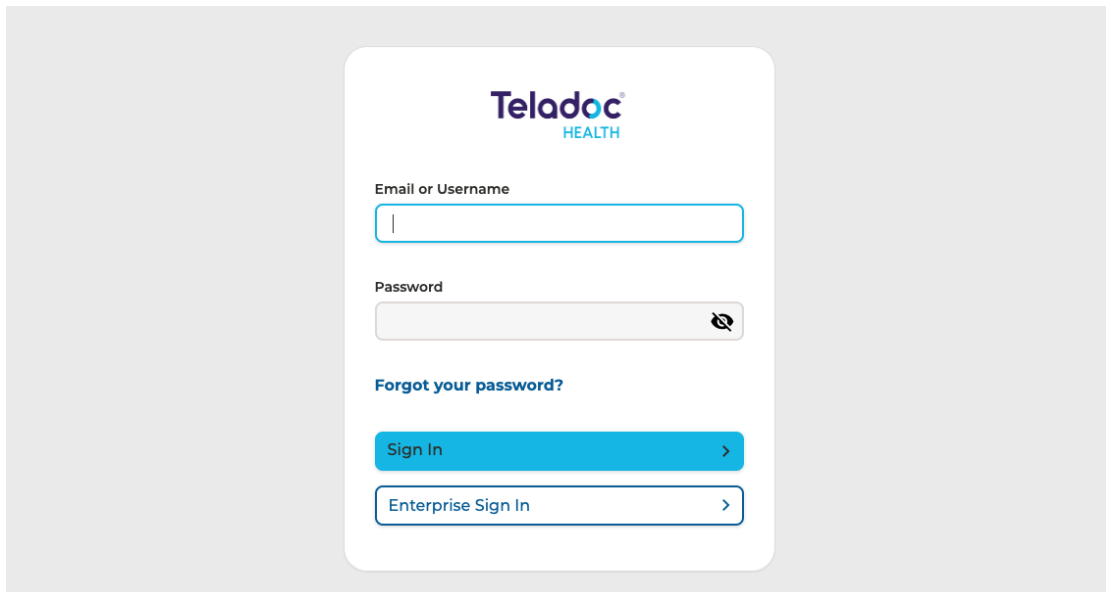 Teladoc®
HEALTH
Email or Username
Password
Forgot your password?
Sign In
Enterprise Sign In